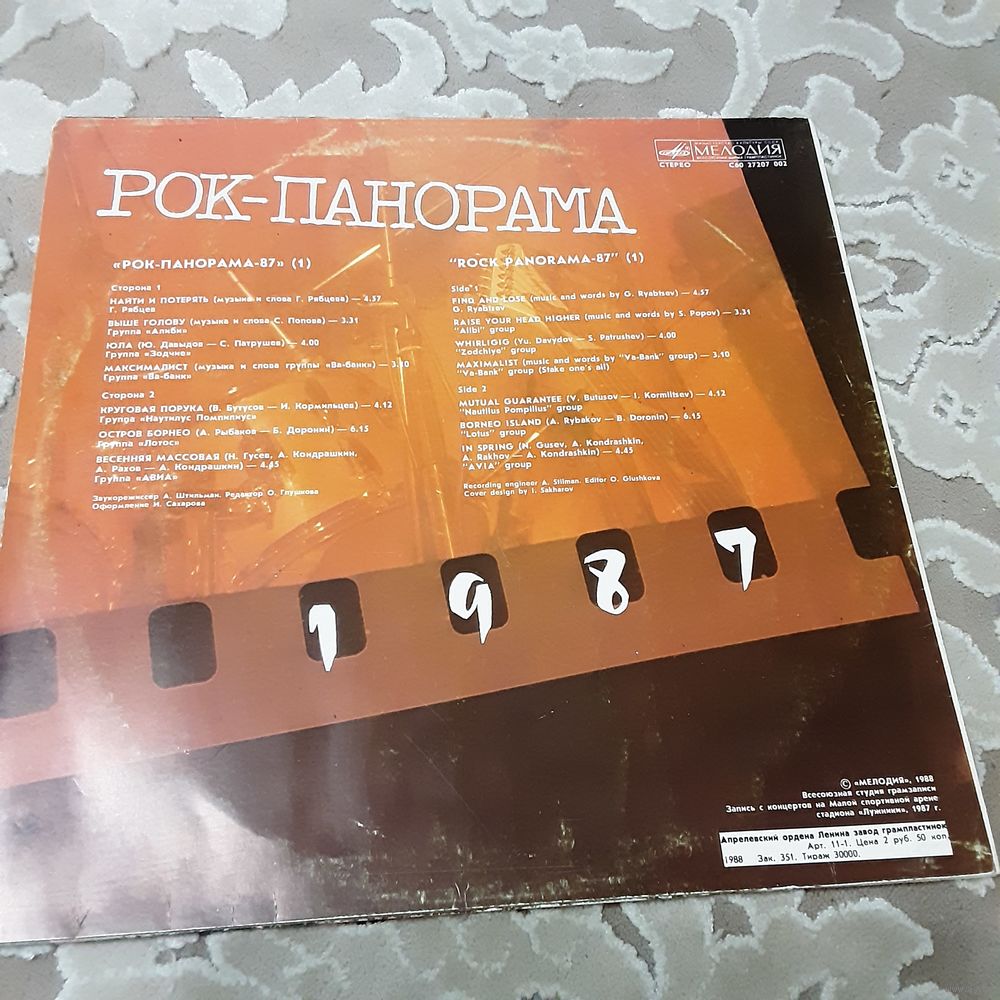 МИНИСТЕРСТВО КУЛЬТУРЫ СССР
МЕЛОДИЯ
ВСЕСОЮЗНАЯ ФИРМА ГРАМПЛАСТИНОК
СТЕРЕО С60 27207 002
РОК-ПАНОРАМА
«РОК-ПАНОРАМА-87» (1)
Сторона 1
НАЙТИ И ПОТЕРЯТЬ (музыка и слова Г. Рябцева) — 4.57
Г. Рябцев
ВЫШЕ ГОЛОВУ (музыка и слова С. Попова) — 3.31
Группа «Алиби»
ЮЛА (Ю. Давыдов — С. Патрушев) — 4.00
Группа «Зодчие»
МАКСИМАЛИСТ (музыка и слова группы «Ва-банк») — 3.10
Группа «Ва-банк»
Сторона 2
КРУГОВАЯ ПОРУКА (В. Бутусов — И. Кормильцев) — 4.12
Группа «Наутилус Помпилиус»
ОСТРОВ БОРНЕО (А. Рыбаков — Б. Доронин) — 6.15
Группа «Лотос»
ВЕСЕННЯЯ МАССОВАЯ (Н. Гусев, А. Кондрашкин,
А. Рахов — А. Кондрашкин) — 4.45
Группа «АВИА»
Звукорежиссер А. Штильман. Редактор О. Глушкова
Оформление И. Сахарова
"ROCK PANORAMA-87" (1)
Side 1
FIND AND LOSE (music and words by G. Ryabtsev) — 4.57
G. Ryabtsev
RAISE YOUR HEAD HIGHER (music and words by S. Popov) — 3.31
"Alibi" group
WHIRLIGIG (Yu. Davydov — S. Patrushev) — 4.00
"Zodchiye" group
MAXIMALIST (music and words by "Va-Bank" group) — 3.10
"Va-Bank" group (Stake one's all)
Side 2
MUTUAL GUARANTEE (V. Butusov — I. Kormiltsev) — 4.12
"Nautilus Pompilius" group
BORNEO ISLAND (A. Rybakov — B. Doronin) — 6.15
"Lotus" group
IN SPRING (N. Gusev, A. Kondrashkin,
A. Rakhov — A. Kondrashkin) — 4.45
"AVIA" group
Recording engineer A. Stilman. Editor O. Glushkova
Cover design by I. Sakharov
1987
© «МЕЛОДИЯ», 1988
Всесоюзная студия грамзаписи
Запись с концертов на Малой спортивной арене
стадиона «Лужники», 1987 г.
Апрелевский ордена Ленина завод грампластинок
Арт. 11-1. Цена 2 руб. 50 коп.
1988 Зак. 351. Тираж 30000.